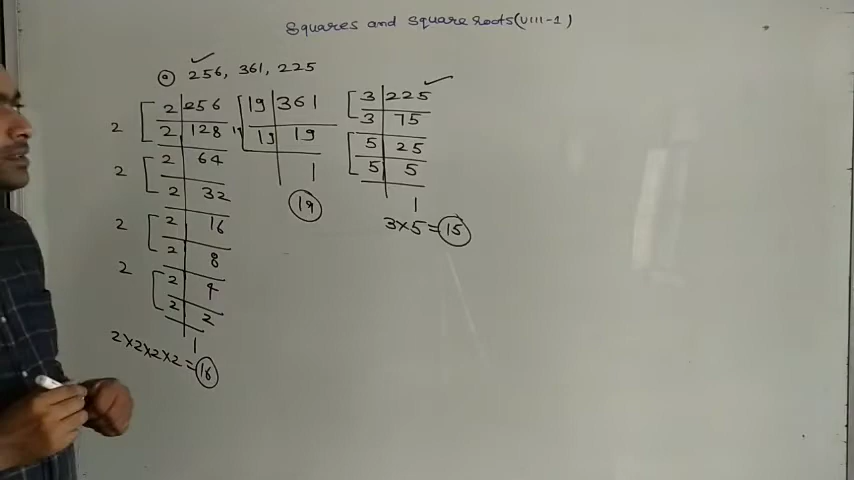 Squares and square roots(VIII-1)
ⓐ 256, 361, 225
2 2 256
2 128
2 2 64
2 32
2 2 16
2 8
2 2 4
2 2
1
2×2×2×2=16
19 19 361
19 19
1
19
3 225
3 75
5 25
5 5
1
3×5=15